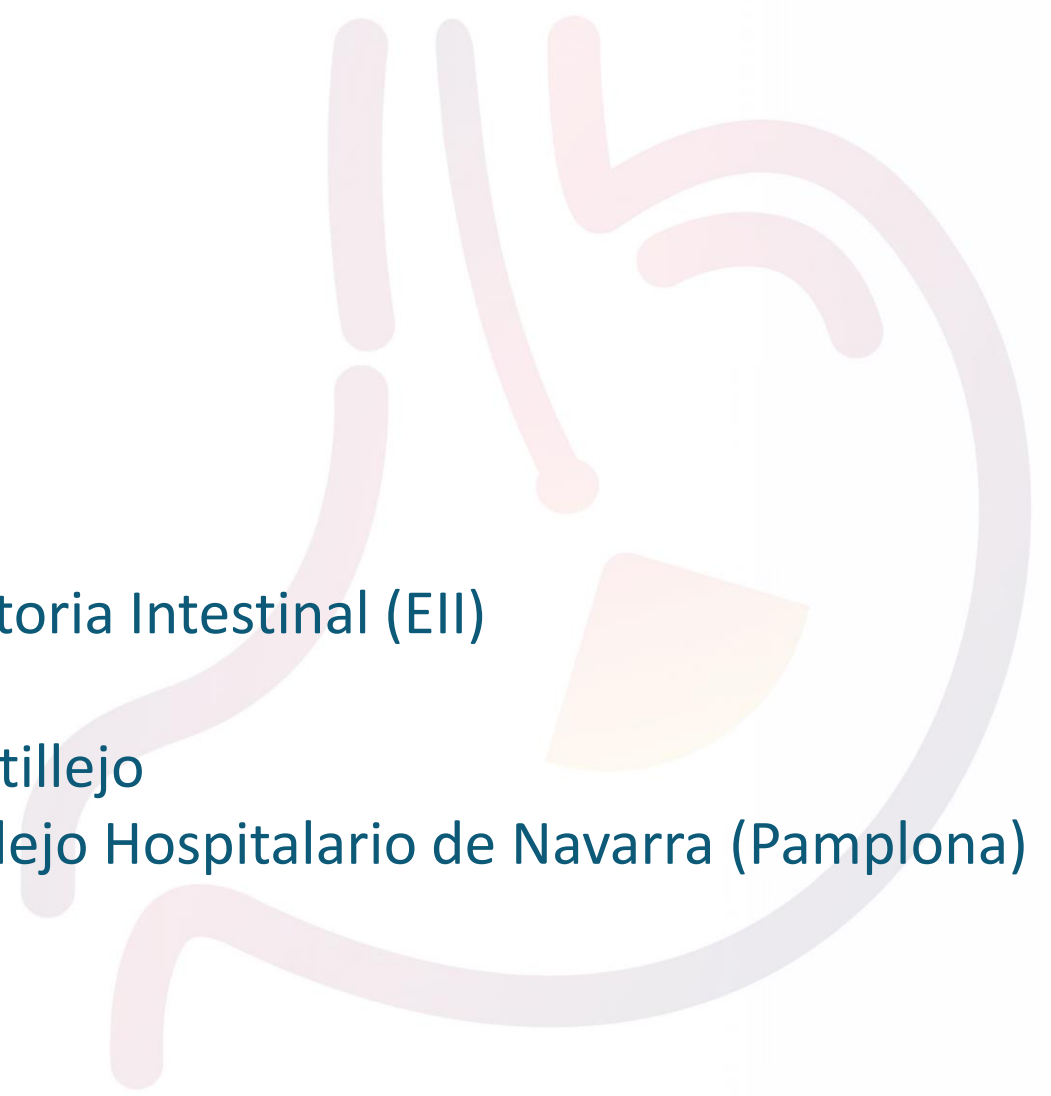 toria Intestinal (EII)
tillejo
lejo Hospitalario de Navarra (Pamplona)